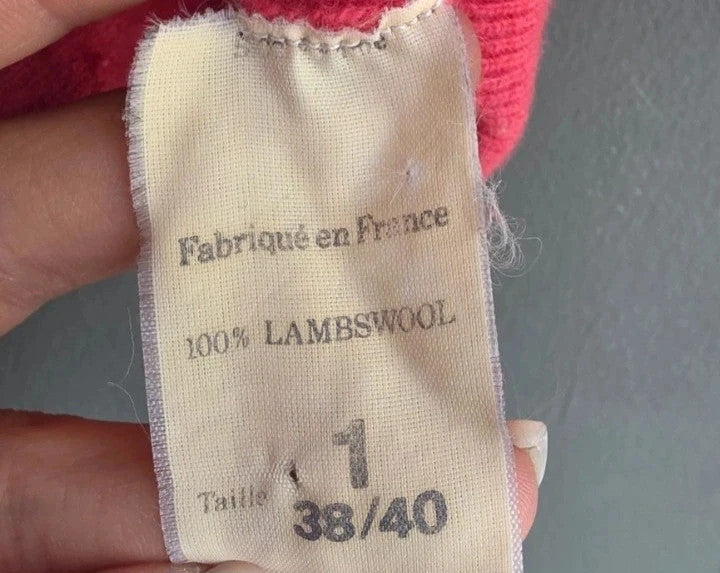 Fabriqué en France
100% LAMBSWOOL
1
Taille 38/40